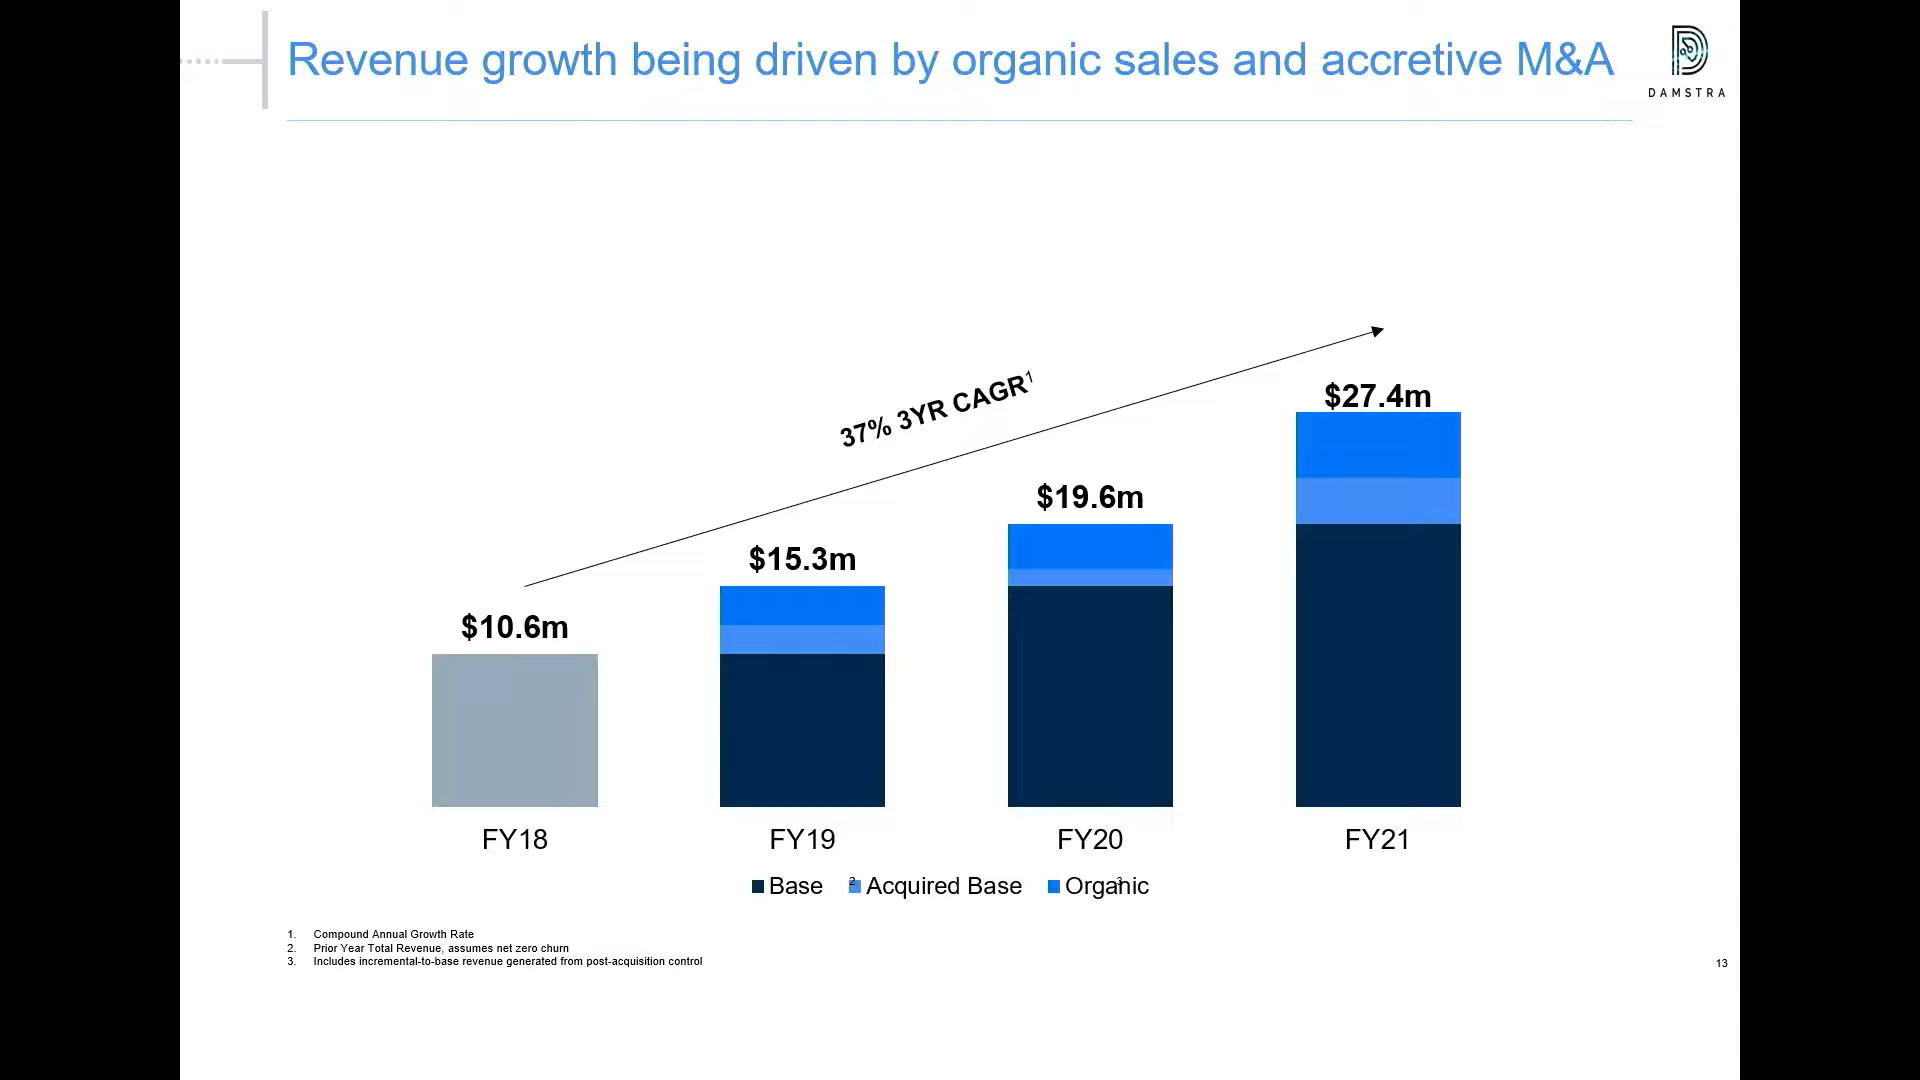 Revenue growth being driven by organic sales and accretive M&A
DAMSTRA
37% 3YR CAGR1
$27.4m
$19.6m
$15.3m
$10.6m
FY18 FY19 FY20 FY21
Base 2 Acquired Base Organic 3
1. Compound Annual Growth Rate
2. Prior Year Total Revenue, assumes net zero churn
3. Includes incremental-to-base revenue generated from post-acquisition control
13